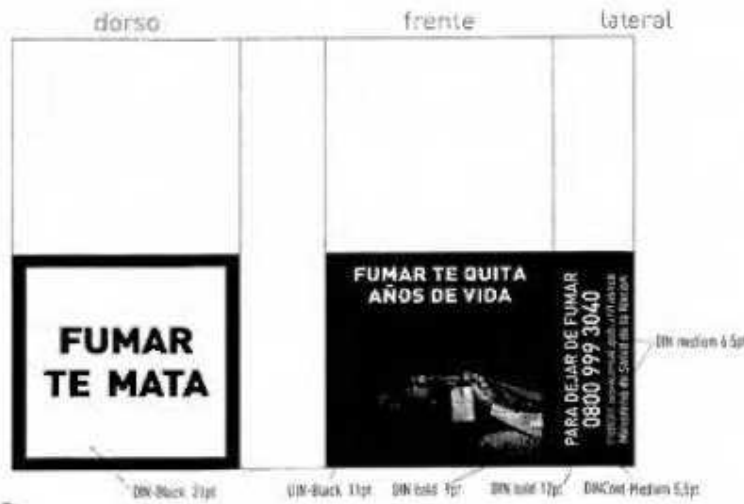 dorso
frente
lateral
FUMAR
TE MATA
FUMAR TE QUITA
AÑOS DE VIDA
PARA DEJAR DE FUMAR
0800 999 3040
Ministerio de Salud de la Nación
DIN medium 6.5pt
DIN-Black 21pt
DIN-Black 11pt
DIN bold 9pt
DIN bold 12pt
DINCond-Medium 5,5pt